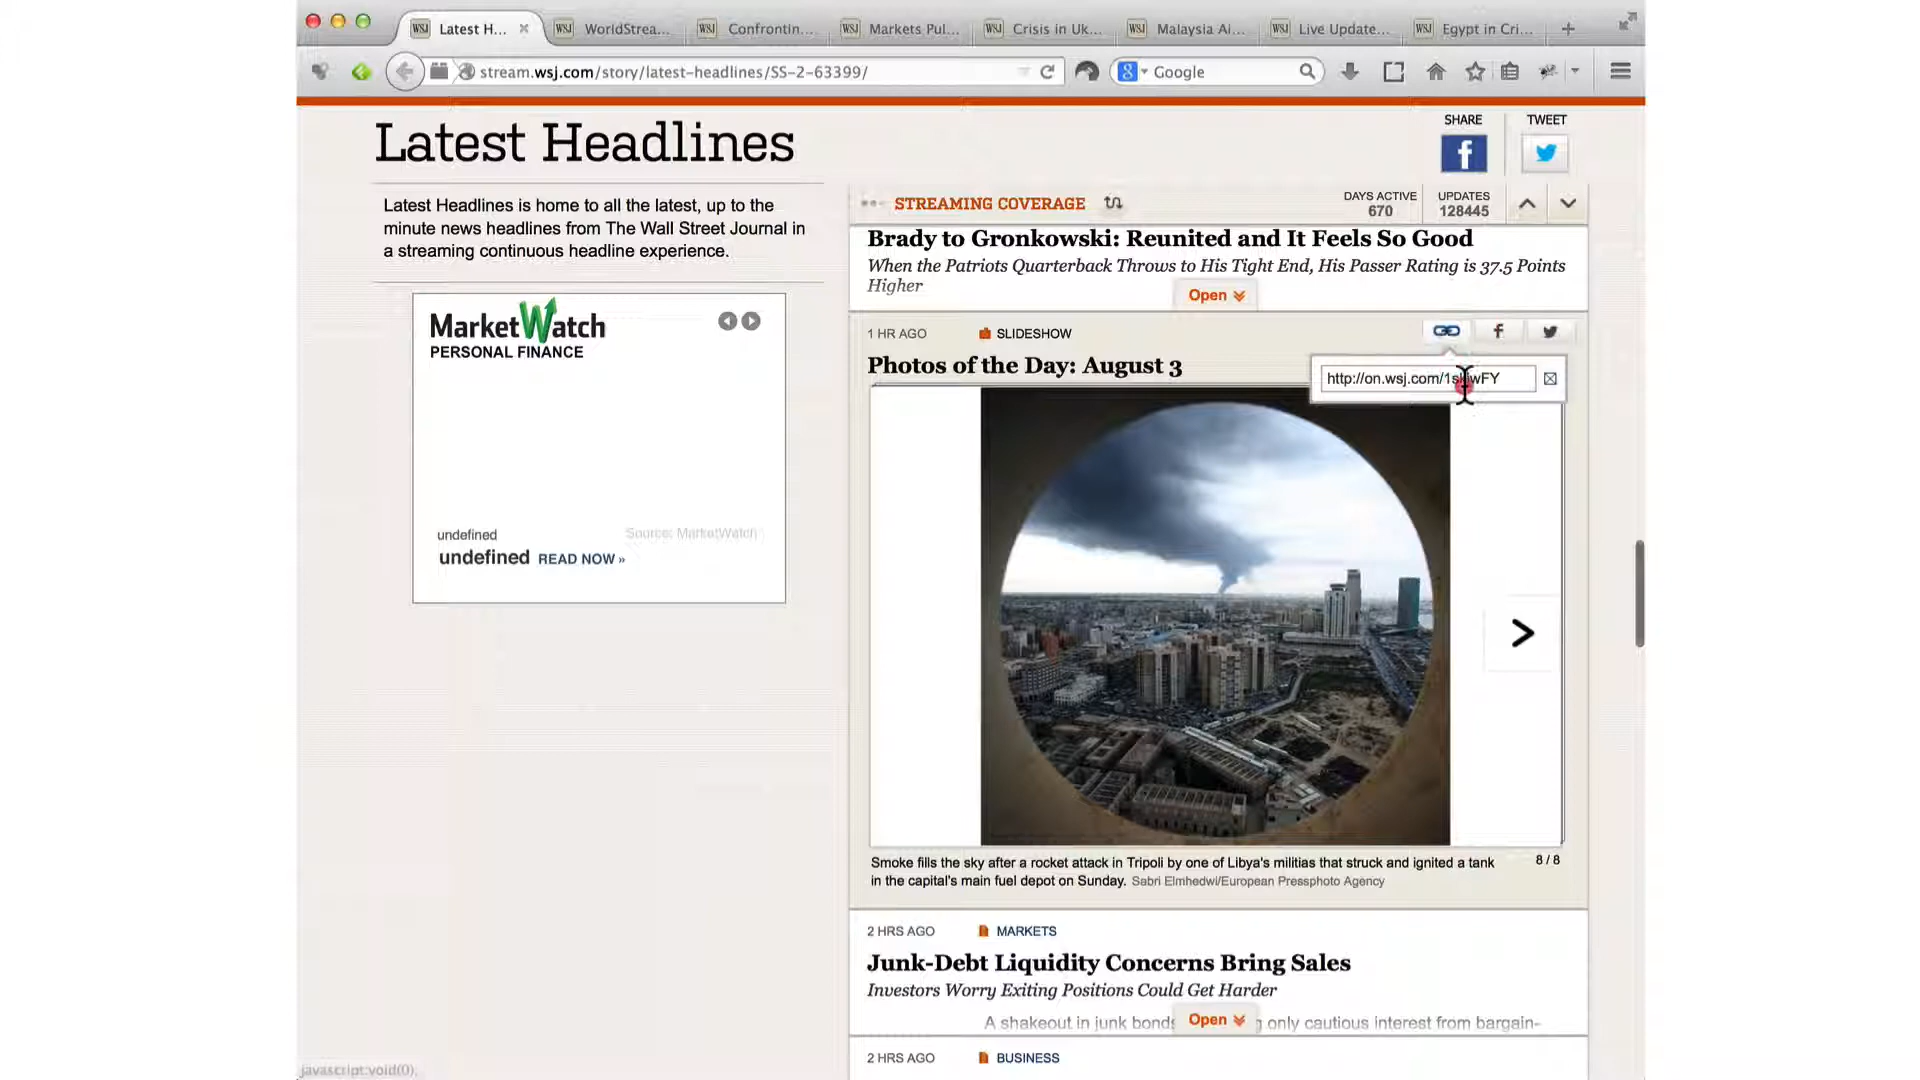 WSJ Latest H... WSJ WorldStrea... WSJ Confrontin... WSJ Markets Pul... WSJ Crisis in Uk... WSJ Malaysia Ai... WSJ Live Update... WSJ Egypt in Cri...
stream.wsj.com/story/latest-headlines/SS-2-63399/
Google
Latest Headlines
SHARE TWEET
Latest Headlines is home to all the latest, up to the
minute news headlines from The Wall Street Journal in
a streaming continuous headline experience.
MarketWatch
PERSONAL FINANCE
undefined
Source: MarketWatch
undefined READ NOW »
STREAMING COVERAGE
DAYS ACTIVE
670
UPDATES
128445
Brady to Gronkowski: Reunited and It Feels So Good
When the Patriots Quarterback Throws to His Tight End, His Passer Rating is 37.5 Points
Higher
Open
1 HR AGO SLIDESHOW
Photos of the Day: August 3
Smoke fills the sky after a rocket attack in Tripoli by one of Libya's militias that struck and ignited a tank
in the capital's main fuel depot on Sunday. Sabri Elmhedwi/European Pressphoto Agency
8 / 8
2 HRS AGO MARKETS
Junk-Debt Liquidity Concerns Bring Sales
Investors Worry Exiting Positions Could Get Harder
A shakeout in junk bonds only cautious interest from bargain-
Open
2 HRS AGO BUSINESS
javascript:void(0);